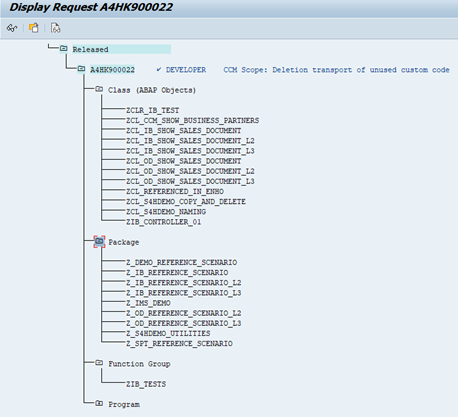 Display Request A4HK900022
Released
A4HK900022 ✔ DEVELOPER CCM Scope: Deletion transport of unused custom code
Class (ABAP Objects)
ZCLR_IB_TEST
ZCL_CCM_SHOW_BUSINESS_PARTNERS
ZCL_IB_SHOW_SALES_DOCUMENT
ZCL_IB_SHOW_SALES_DOCUMENT_L2
ZCL_IB_SHOW_SALES_DOCUMENT_L3
ZCL_OD_SHOW_SALES_DOCUMENT
ZCL_OD_SHOW_SALES_DOCUMENT_L2
ZCL_OD_SHOW_SALES_DOCUMENT_L3
ZCL_REFERENCED_IN_ENHO
ZCL_S4HDEMO_COPY_AND_DELETE
ZCL_S4HDEMO_NAMING
ZIB_CONTROLLER_01
Package
Z_DEMO_REFERENCE_SCENARIO
Z_IB_REFERENCE_SCENARIO
Z_IB_REFERENCE_SCENARIO_L2
Z_IB_REFERENCE_SCENARIO_L3
Z_IMS_DEMO
Z_OD_REFERENCE_SCENARIO_L2
Z_OD_REFERENCE_SCENARIO_L3
Z_S4HDEMO_UTILITIES
Z_SPT_REFERENCE_SCENARIO
Function Group
ZIB_TESTS
Program